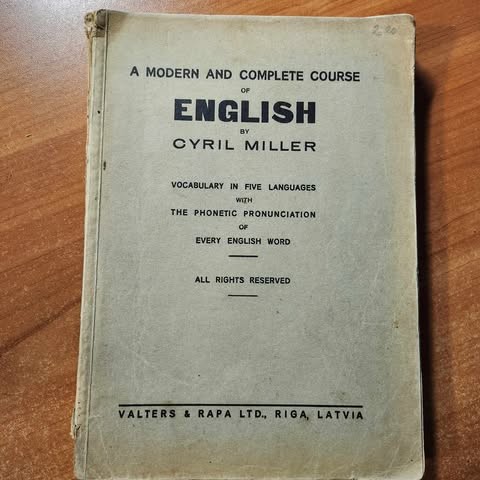 A MODERN AND COMPLETE COURSE
OF
ENGLISH
BY
CYRIL MILLER
VOCABULARY IN FIVE LANGUAGES
WITH
THE PHONETIC PRONUNCIATION
OF
EVERY ENGLISH WORD
ALL RIGHTS RESERVED
VALTERS & RAPA LTD., RIGA, LATVIA